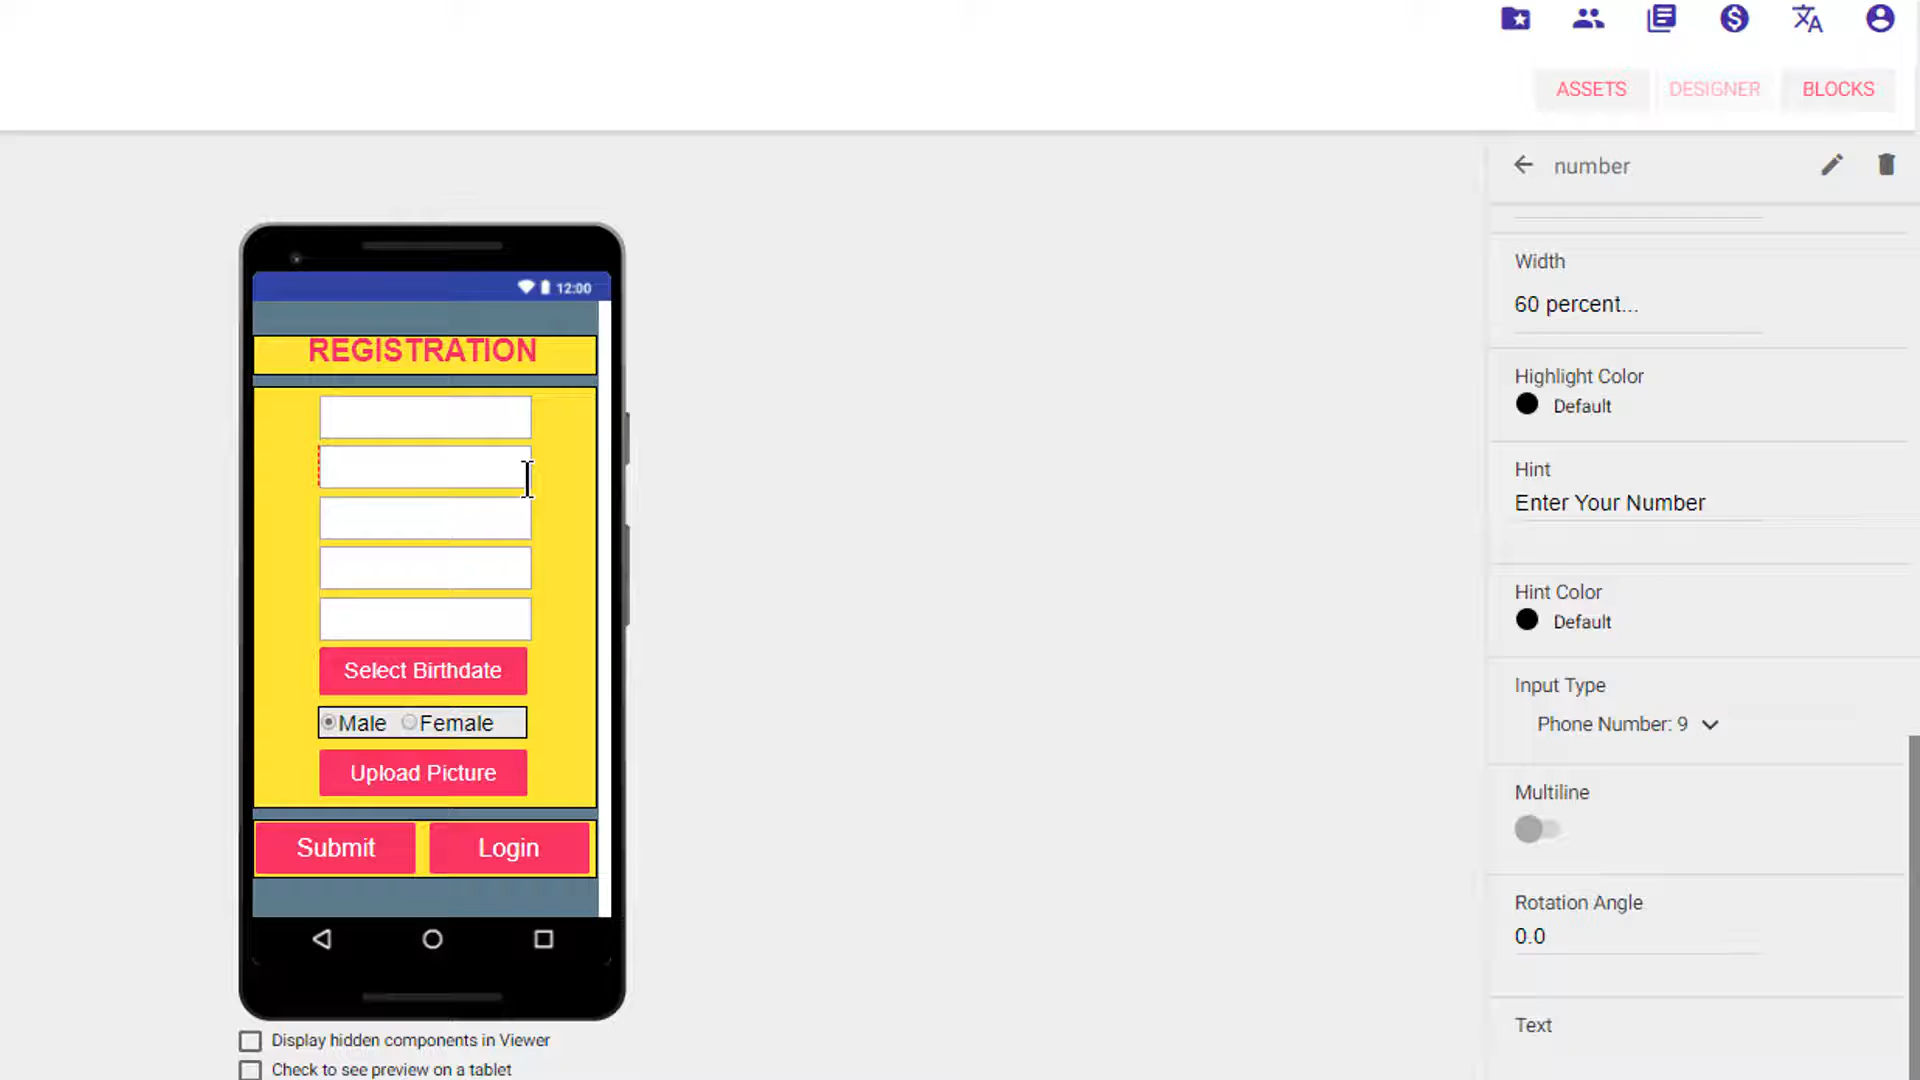 ASSETS
DESIGNER
BLOCKS
number
Width
60 percent...
Highlight Color
Default
Hint
Enter Your Number
Hint Color
Default
Input Type
Phone Number: 9
Multiline
Rotation Angle
0.0
Text
12:00
REGISTRATION
Select Birthdate
Male Female
Upload Picture
Submit Login
Display hidden components in Viewer
Check to see preview on a tablet